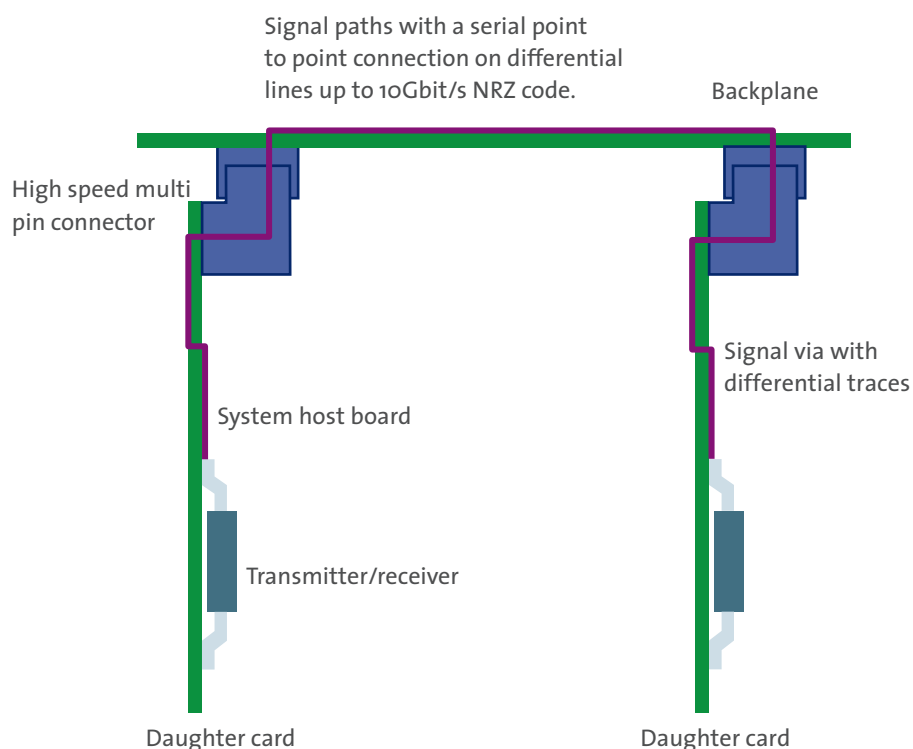 Signal paths with a serial point
to point connection on differential
lines up to 10Gbit/s NRZ code.
Backplane
High speed multi
pin connector
Signal via with
differential traces
System host board
Transmitter/receiver
Daughter card
Daughter card